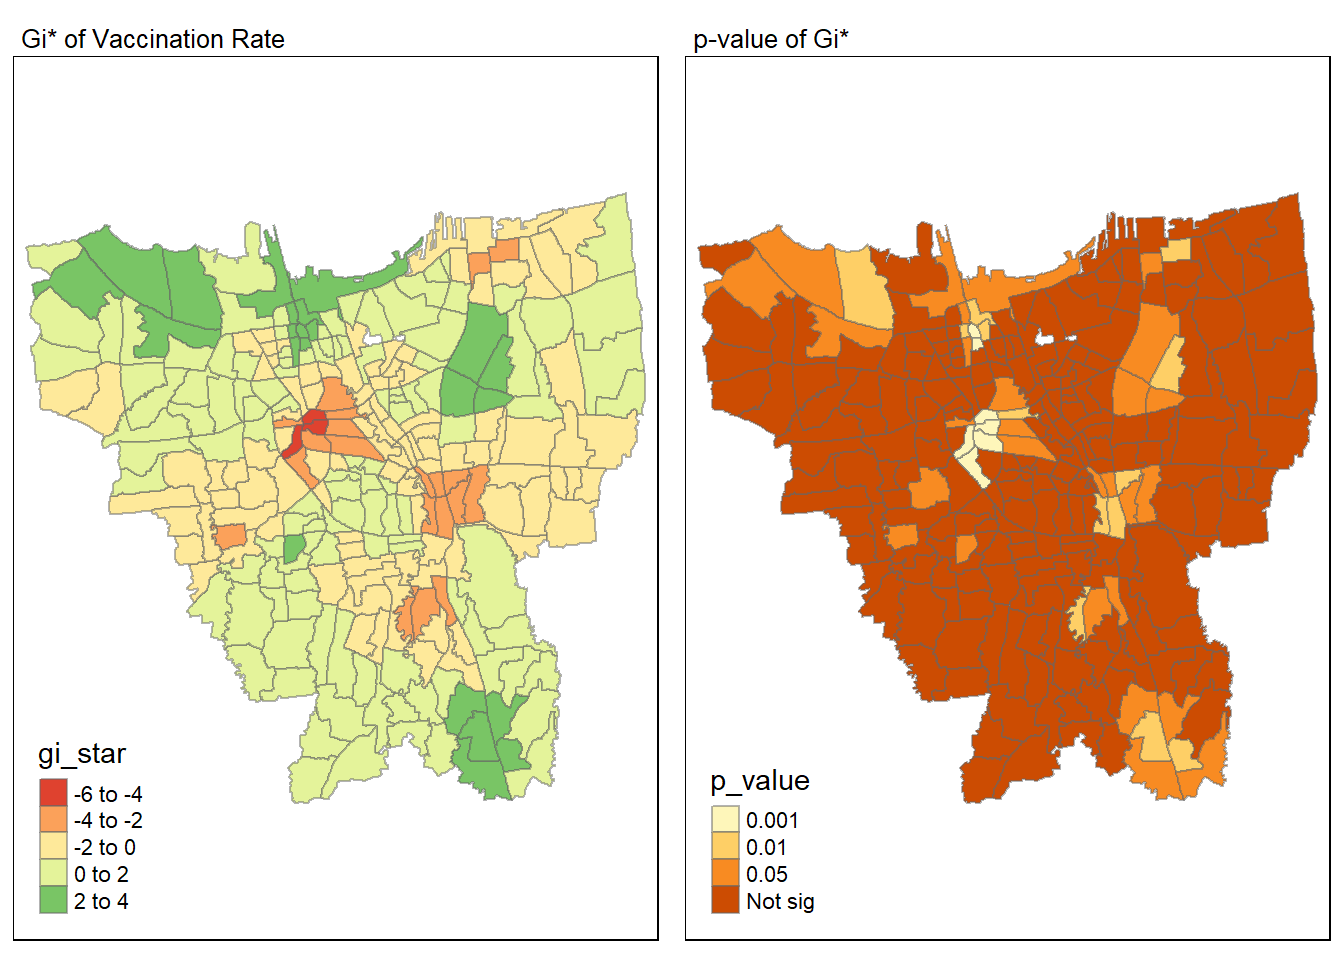 Gi* of Vaccination Rate
gi_star
-6 to -4
-4 to -2
-2 to 0
0 to 2
2 to 4
p-value of Gi*
p_value
0.001
0.01
0.05
Not sig